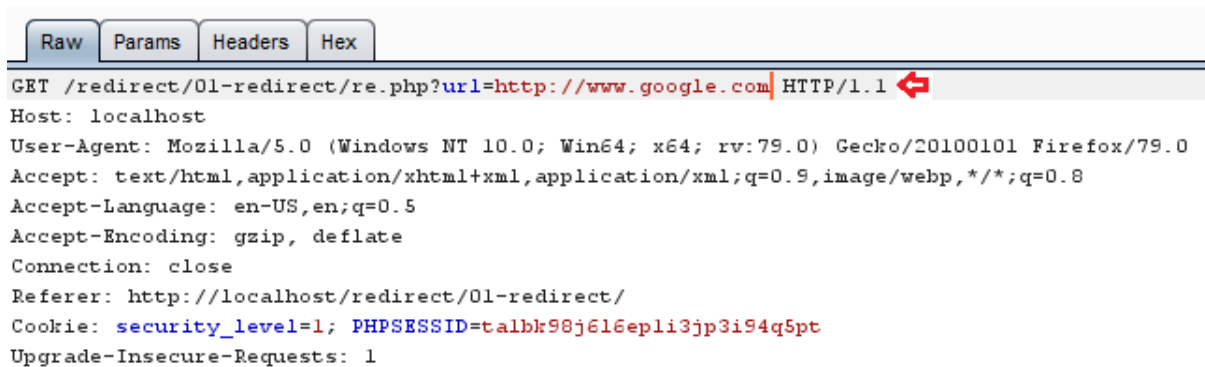 Raw Params Headers Hex
GET /redirect/01-redirect/re.php?url=http://www.google.com HTTP/1.1
Host: localhost
User-Agent: Mozilla/5.0 (Windows NT 10.0; Win64; x64; rv:79.0) Gecko/20100101 Firefox/79.0
Accept: text/html,application/xhtml+xml,application/xml;q=0.9,image/webp,*/*;q=0.8
Accept-Language: en-US,en;q=0.5
Accept-Encoding: gzip, deflate
Connection: close
Referer: http://localhost/redirect/01-redirect/
Cookie: security_level=1; PHPSESSID=talbk98j6l6epli3jp3i94q5pt
Upgrade-Insecure-Requests: 1